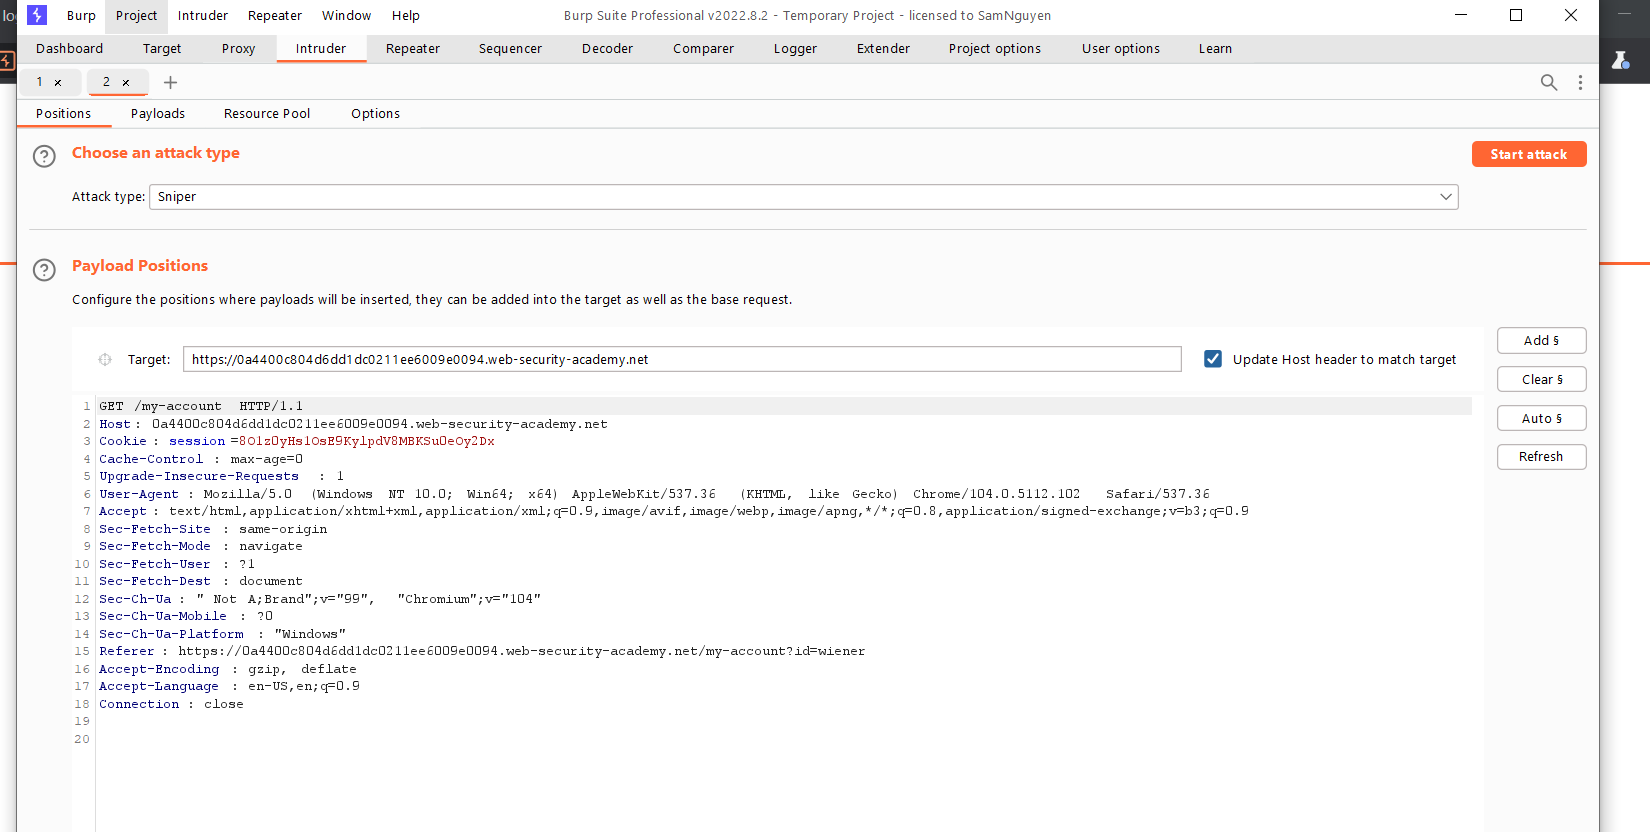 Burp Project Intruder Repeater Window Help Burp Suite Professional v2022.8.2 - Temporary Project - licensed to SamNguyen
Dashboard Target Proxy Intruder Repeater Sequencer Decoder Comparer Logger Extender Project options User options Learn
1 × 2 × +
Positions Payloads Resource Pool Options
? Choose an attack type Start attack
Attack type: Sniper
? Payload Positions
Configure the positions where payloads will be inserted, they can be added into the target as well as the base request.
Target: https://0a4400c804d6dd1dc0211ee6009e0094.web-security-academy.net Update Host header to match target
Add §
Clear §
Auto §
Refresh
1 GET /my-account HTTP/1.1
2 Host: 0a4400c804d6dd1dc0211ee6009e0094.web-security-academy.net
3 Cookie: session=8O1zOyHs1OsE9KylpdV8MBKSuOeOy2Dx
4 Cache-Control: max-age=0
5 Upgrade-Insecure-Requests: 1
6 User-Agent: Mozilla/5.0 (Windows NT 10.0; Win64; x64) AppleWebKit/537.36 (KHTML, like Gecko) Chrome/104.0.5112.102 Safari/537.36
7 Accept: text/html,application/xhtml+xml,application/xml;q=0.9,image/avif,image/webp,image/apng,*/*;q=0.8,application/signed-exchange;v=b3;q=0.9
8 Sec-Fetch-Site: same-origin
9 Sec-Fetch-Mode: navigate
10 Sec-Fetch-User: ?1
11 Sec-Fetch-Dest: document
12 Sec-Ch-Ua: " Not A;Brand";v="99", "Chromium";v="104"
13 Sec-Ch-Ua-Mobile: ?0
14 Sec-Ch-Ua-Platform: "Windows"
15 Referer: https://0a4400c804d6dd1dc0211ee6009e0094.web-security-academy.net/my-account?id=wiener
16 Accept-Encoding: gzip, deflate
17 Accept-Language: en-US,en;q=0.9
18 Connection: close
19
20